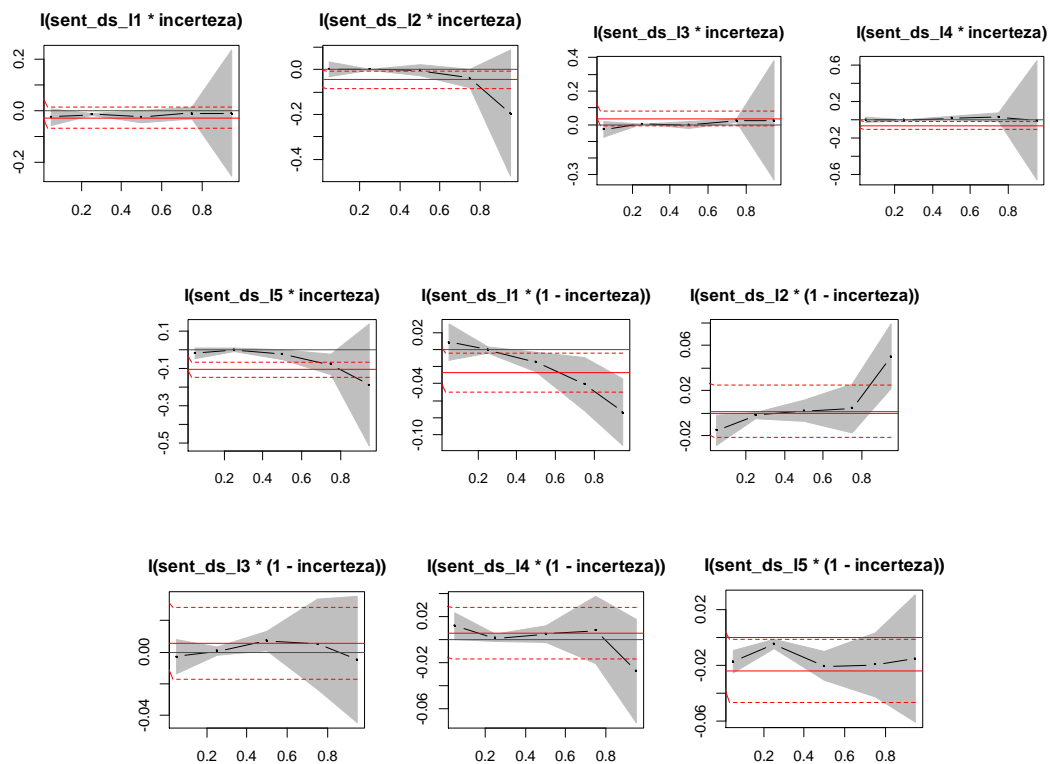 I(sent_ds_l1 * incerteza)
I(sent_ds_l2 * incerteza)
I(sent_ds_l3 * incerteza)
I(sent_ds_l4 * incerteza)
0.2
0.0
-0.2
0.2 0.4 0.6 0.8
0.0
-0.2
-0.4
0.2 0.4 0.6 0.8
0.4
0.2
0.0
-0.3
0.2 0.4 0.6 0.8
0.6
0.2
-0.2
-0.6
0.2 0.4 0.6 0.8
I(sent_ds_l5 * incerteza)
I(sent_ds_l1 * (1 - incerteza))
I(sent_ds_l2 * (1 - incerteza))
0.1
-0.1
-0.3
-0.5
0.2 0.4 0.6 0.8
0.02
-0.04
-0.10
0.2 0.4 0.6 0.8
0.06
0.02
-0.02
0.2 0.4 0.6 0.8
I(sent_ds_l3 * (1 - incerteza))
I(sent_ds_l4 * (1 - incerteza))
I(sent_ds_l5 * (1 - incerteza))
0.00
-0.04
0.2 0.4 0.6 0.8
0.02
-0.02
-0.06
0.2 0.4 0.6 0.8
0.02
-0.02
-0.06
0.2 0.4 0.6 0.8